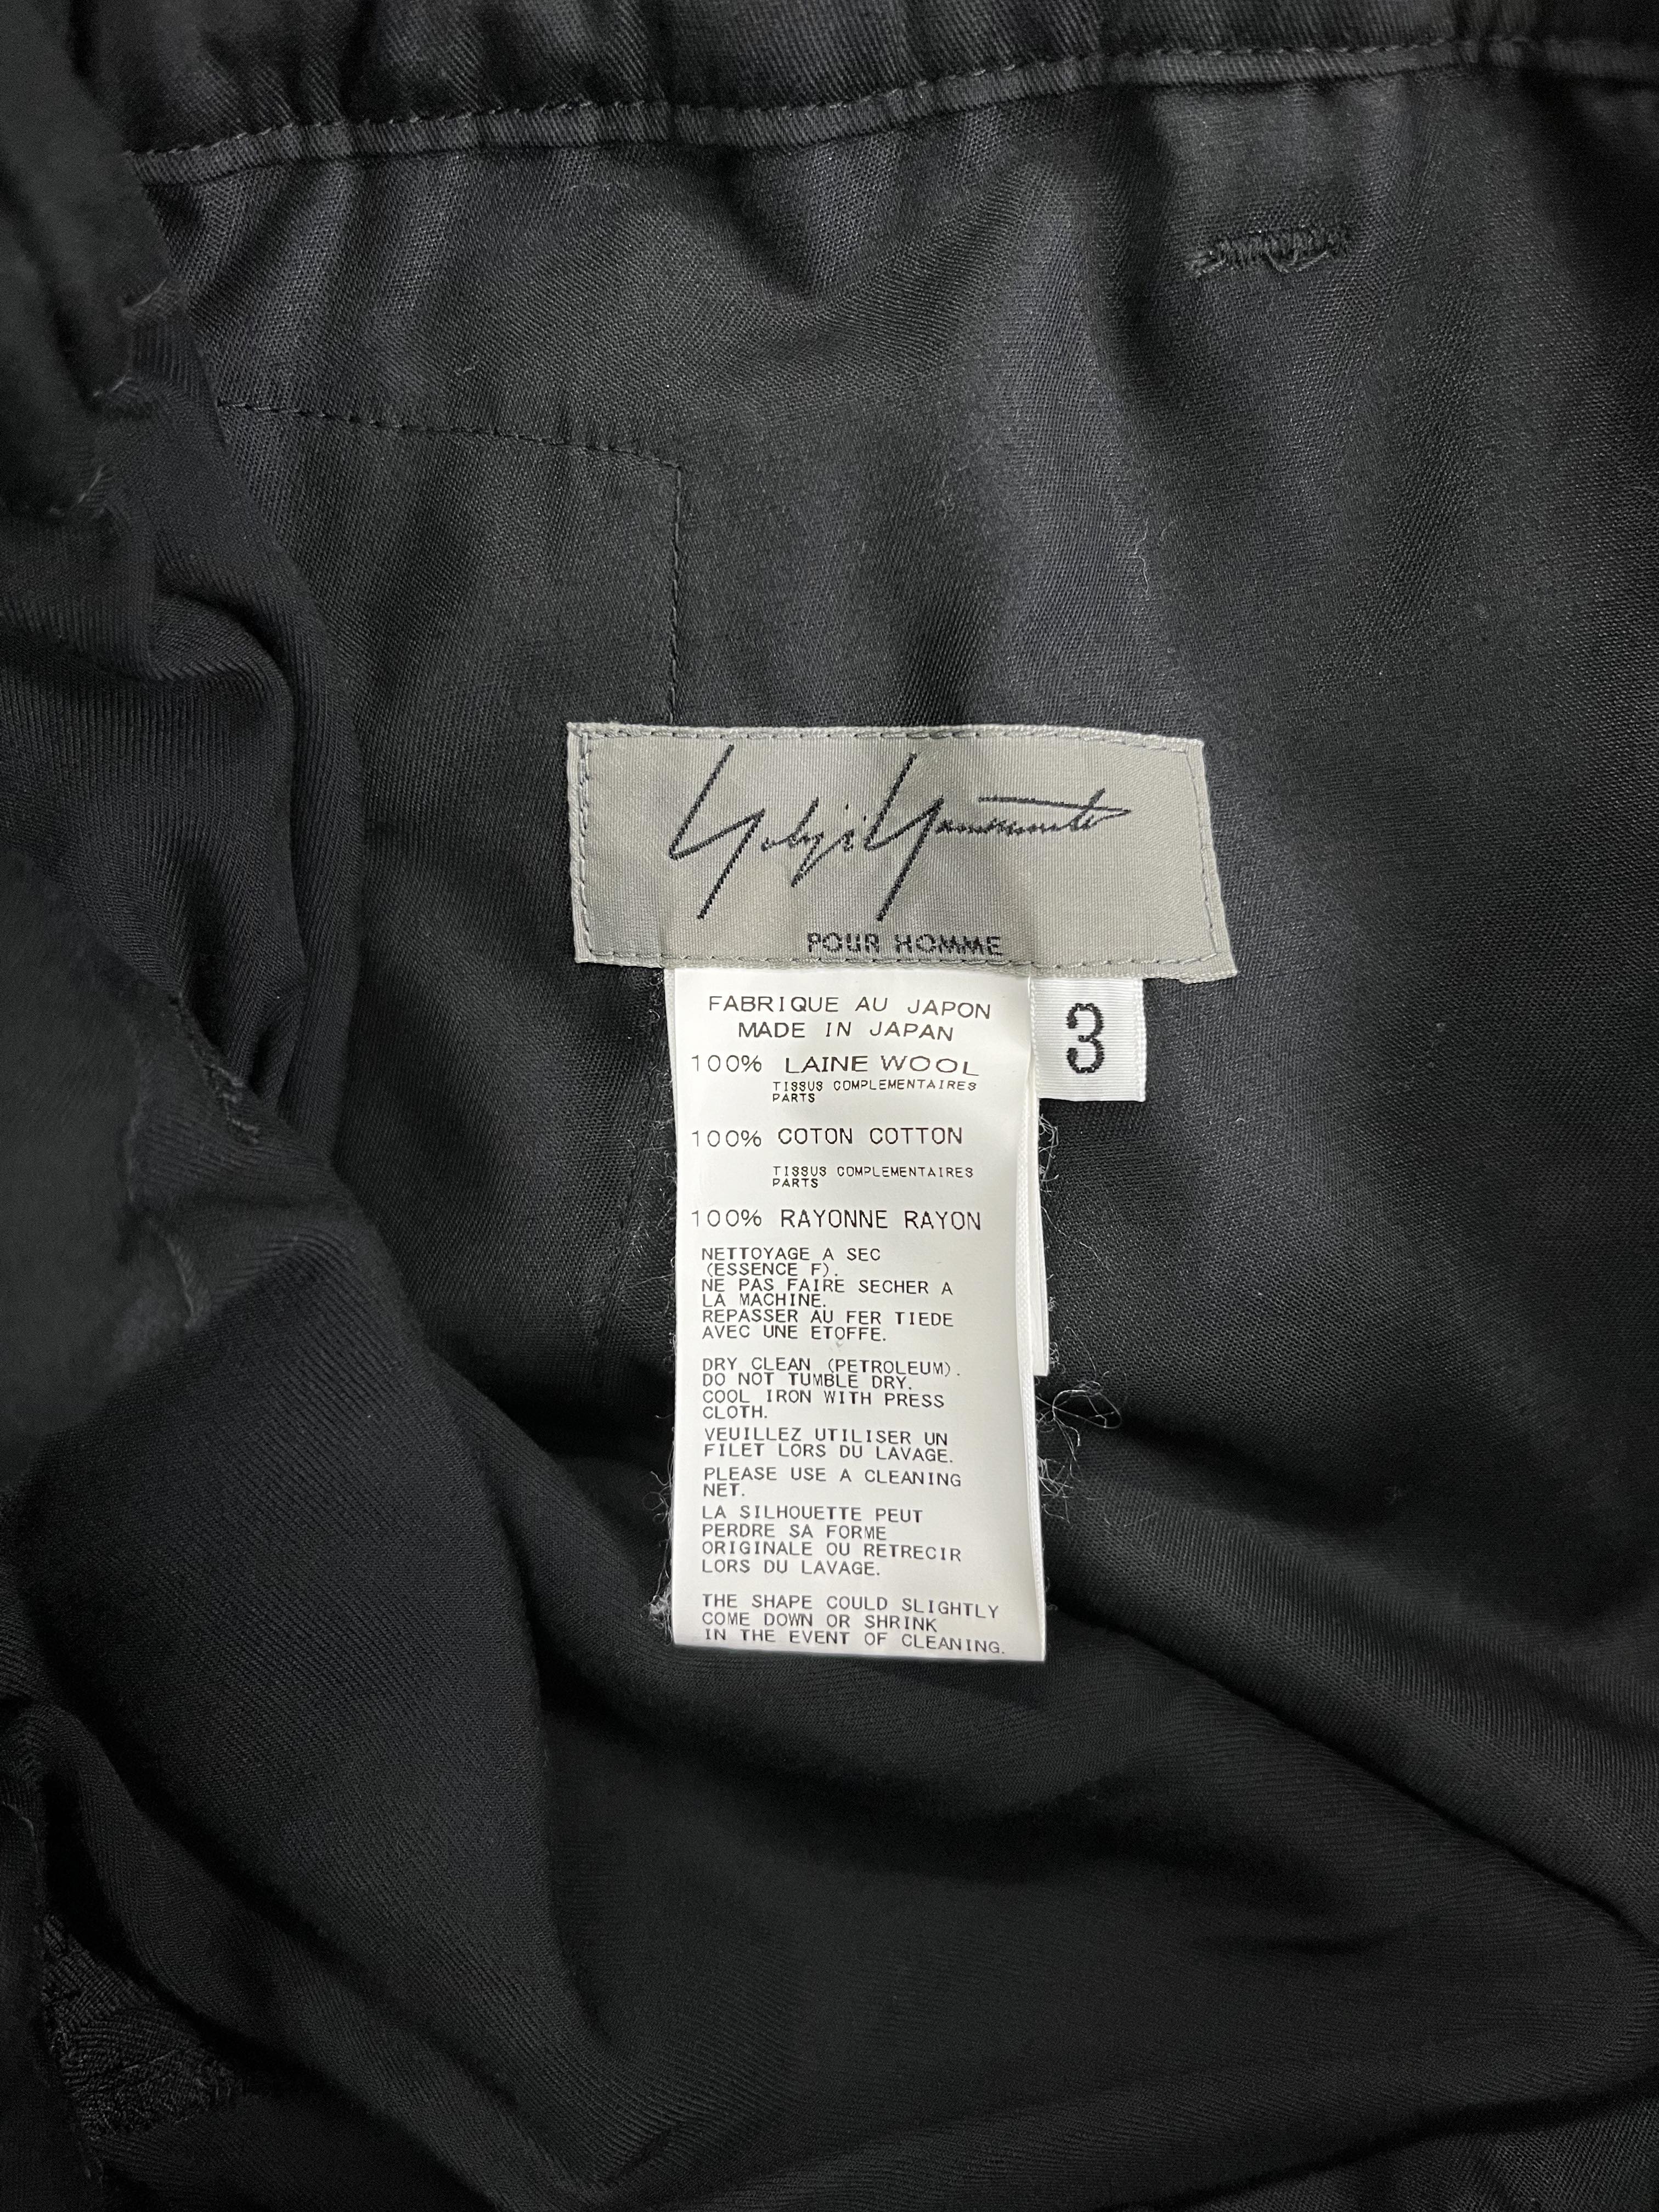 Yohji Yamamoto
POUR HOMME
3
FABRIQUE AU JAPON
MADE IN JAPAN
100% LAINE WOOL
TISSUS COMPLEMENTAIRES
PARTS
100% COTON COTTON
TISSUS COMPLEMENTAIRES
PARTS
100% RAYONNE RAYON
NETTOYAGE A SEC
(ESSENCE F).
NE PAS FAIRE SECHER A
LA MACHINE.
REPASSER AU FER TIEDE
AVEC UNE ETOFFE.
DRY CLEAN (PETROLEUM).
DO NOT TUMBLE DRY.
COOL IRON WITH PRESS
CLOTH.
VEUILLEZ UTILISER UN
FILET LORS DU LAVAGE.
PLEASE USE A CLEANING
NET.
LA SILHOUETTE PEUT
PERDRE SA FORME
ORIGINALE OU RETRECIR
LORS DU LAVAGE.
THE SHAPE COULD SLIGHTLY
COME DOWN OR SHRINK
IN THE EVENT OF CLEANING.